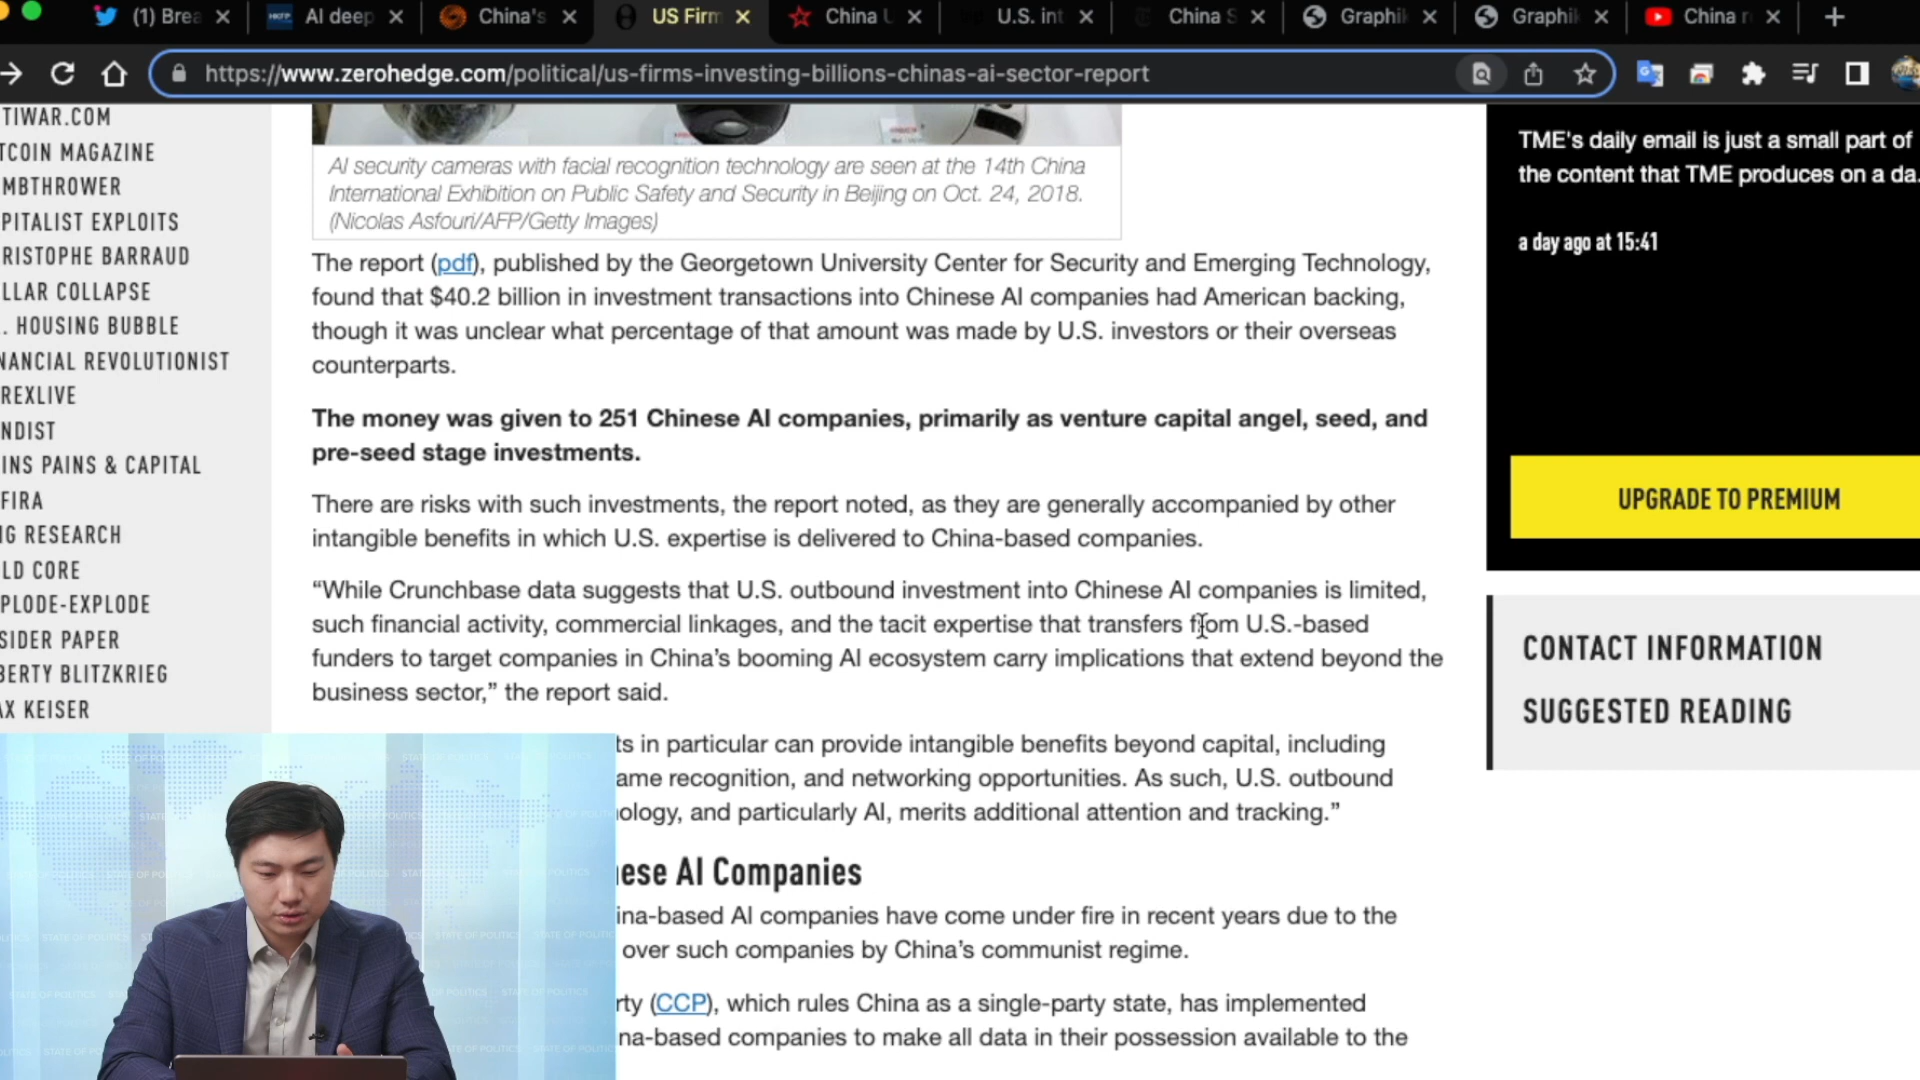 (1) Brea
AI deep
China's
US Firm
China U
U.S. int
China S
Graphik
Graphik
China r
https://www.zerohedge.com/political/us-firms-investing-billions-chinas-ai-sector-report
TIWAR.COM
TCOIN MAGAZINE
MBTHROWER
PITALIST EXPLOITS
RISTOPHE BARRAUD
LLAR COLLAPSE
. HOUSING BUBBLE
NANCIAL REVOLUTIONIST
REXLIVE
NDIST
INS PAINS & CAPITAL
FIRA
NG RESEARCH
LD CORE
PLODE-EXPLODE
SIDER PAPER
BERTY BLITZKRIEG
AX KEISER
AI security cameras with facial recognition technology are seen at the 14th China
International Exhibition on Public Safety and Security in Beijing on Oct. 24, 2018.
(Nicolas Asfouri/AFP/Getty Images)
The report (pdf), published by the Georgetown University Center for Security and Emerging Technology,
found that $40.2 billion in investment transactions into Chinese AI companies had American backing,
though it was unclear what percentage of that amount was made by U.S. investors or their overseas
counterparts.
The money was given to 251 Chinese AI companies, primarily as venture capital angel, seed, and
pre-seed stage investments.
There are risks with such investments, the report noted, as they are generally accompanied by other
intangible benefits in which U.S. expertise is delivered to China-based companies.
“While Crunchbase data suggests that U.S. outbound investment into Chinese AI companies is limited,
such financial activity, commercial linkages, and the tacit expertise that transfers from U.S.-based
funders to target companies in China’s booming AI ecosystem carry implications that extend beyond the
business sector,” the report said.
ts in particular can provide intangible benefits beyond capital, including
ame recognition, and networking opportunities. As such, U.S. outbound
ology, and particularly AI, merits additional attention and tracking.”
nese AI Companies
ina-based AI companies have come under fire in recent years due to the
over such companies by China’s communist regime.
rty (CCP), which rules China as a single-party state, has implemented
na-based companies to make all data in their possession available to the
TME's daily email is just a small part of
the content that TME produces on a da
a day ago at 15:41
UPGRADE TO PREMIUM
CONTACT INFORMATION
SUGGESTED READING
STATE OF POLITICS